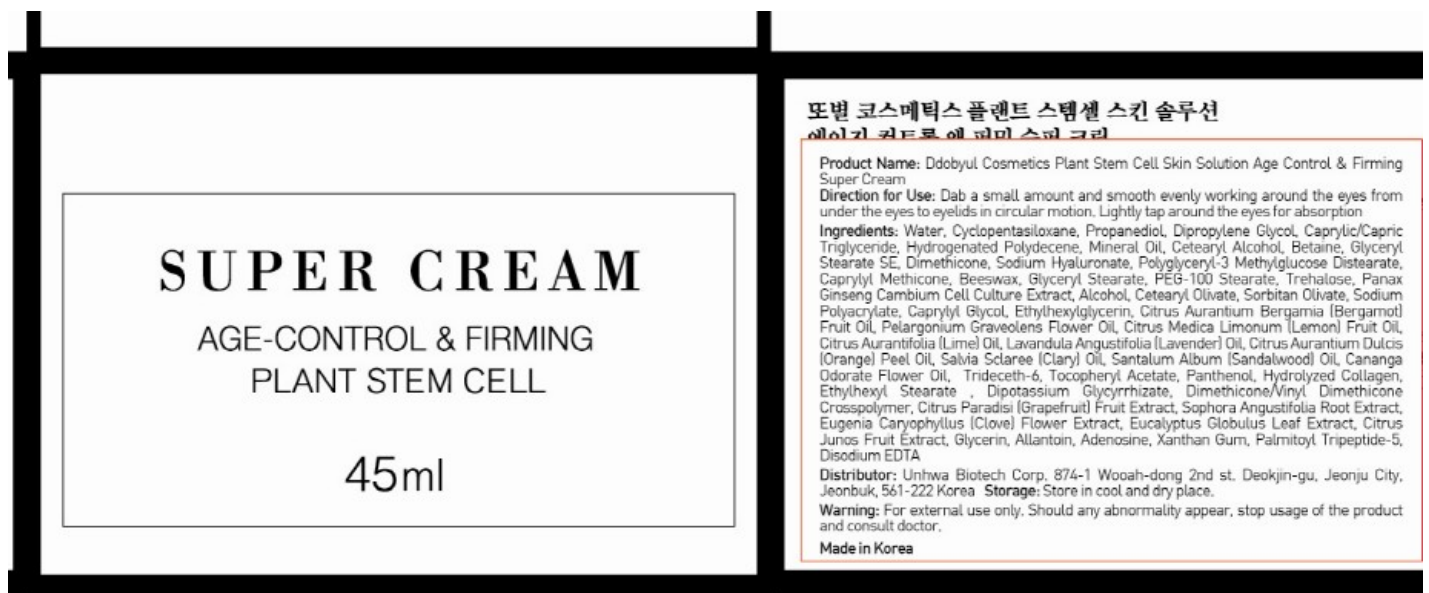 SUPER CREAM
AGE-CONTROL & FIRMING
PLANT STEM CELL
45ml
또별 코스메틱스 플랜트 스템셀 스킨 솔루션
에이지 컨트롤 앤 퍼밍 슈퍼 크림
Product Name: Ddobyul Cosmetics Plant Stem Cell Skin Solution Age Control & Firming
Super Cream
Direction for Use: Dab a small amount and smooth evenly working around the eyes from
under the eyes to eyelids in circular motion. Lightly tap around the eyes for absorption
Ingredients: Water, Cyclopentasiloxane, Propanediol, Dipropylene Glycol, Caprylic/Capric
Triglyceride, Hydrogenated Polydecene, Mineral Oil, Cetearyl Alcohol, Betaine, Glyceryl
Stearate SE, Dimethicone, Sodium Hyaluronate, Polyglyceryl-3 Methylglucose Distearate,
Caprylyl Methicone, Beeswax, Glyceryl Stearate, PEG-100 Stearate, Trehalose, Panax
Ginseng Cambium Cell Culture Extract, Alcohol, Cetearyl Olivate, Sorbitan Olivate, Sodium
Polyacrylate, Caprylyl Glycol, Ethylhexylglycerin, Citrus Aurantium Bergamia (Bergamot)
Fruit Oil, Pelargonium Graveolens Flower Oil, Citrus Medica Limonum (Lemon) Fruit Oil,
Citrus Aurantifolia (Lime) Oil, Lavandula Angustifolia (Lavender) Oil, Citrus Aurantium Dulcis
(Orange) Peel Oil, Salvia Sclaree (Clary) Oil, Santalum Album (Sandalwood) Oil, Cananga
Odorate Flower Oil, Trideceth-6, Tocopheryl Acetate, Panthenol, Hydrolyzed Collagen,
Ethylhexyl Stearate , Dipotassium Glycyrrhizate, Dimethicone/Vinyl Dimethicone
Crosspolymer, Citrus Paradisi (Grapefruit) Fruit Extract, Sophora Angustifolia Root Extract,
Eugenia Caryophyllus (Clove) Flower Extract, Eucalyptus Globulus Leaf Extract, Citrus
Junos Fruit Extract, Glycerin, Allantoin, Adenosine, Xanthan Gum, Palmitoyl Tripeptide-5,
Disodium EDTA
Distributor: Unhwa Biotech Corp. 874-1 Wooah-dong 2nd st. Deokjin-gu, Jeonju City,
Jeonbuk, 561-222 Korea Storage: Store in cool and dry place.
Warning: For external use only. Should any abnormality appear, stop usage of the product
and consult doctor.
Made in Korea